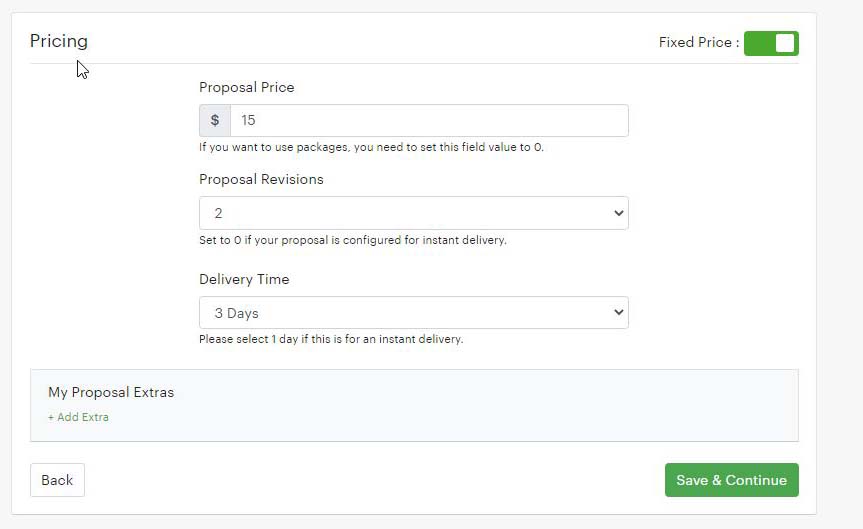 Pricing
Fixed Price :
Proposal Price
$ 15
If you want to use packages, you need to set this field value to 0.
Proposal Revisions
2
Set to 0 if your proposal is configured for instant delivery.
Delivery Time
3 Days
Please select 1 day if this is for an instant delivery.
My Proposal Extras
+ Add Extra
Back
Save & Continue